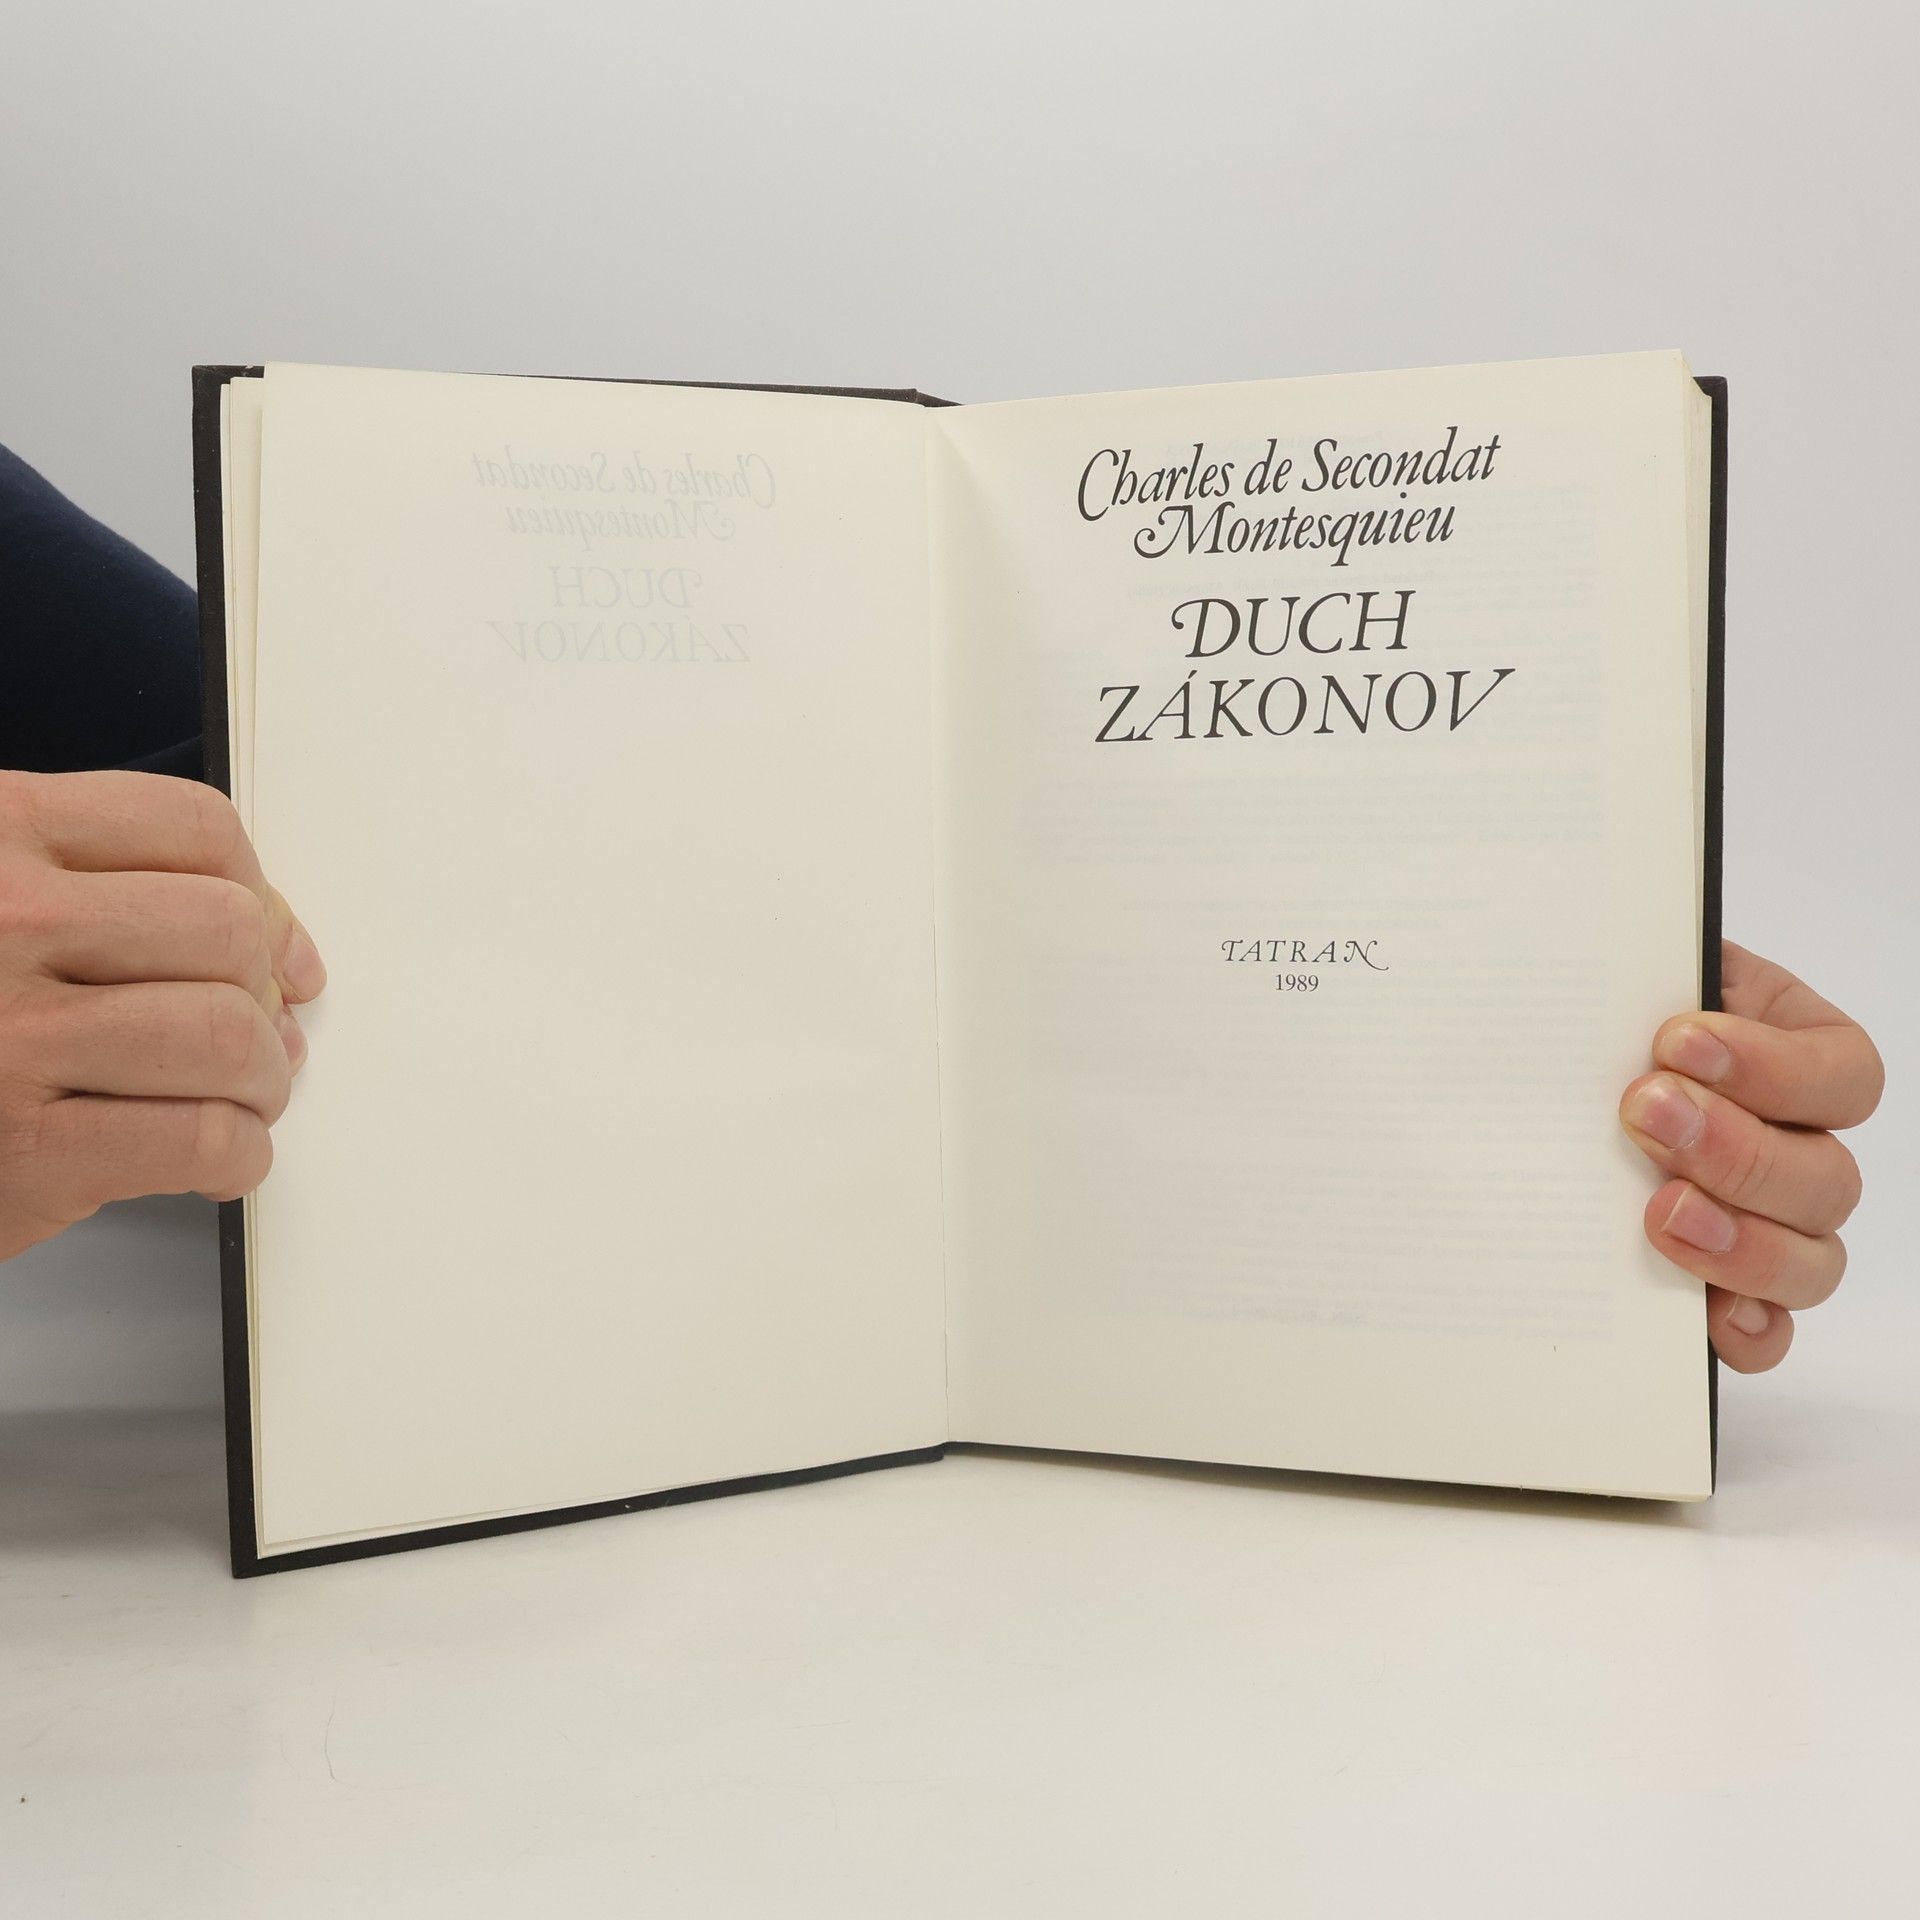 Charles de Secondat
Montesquieu
DUCH
ZÁKONOV
TATRAN
1989